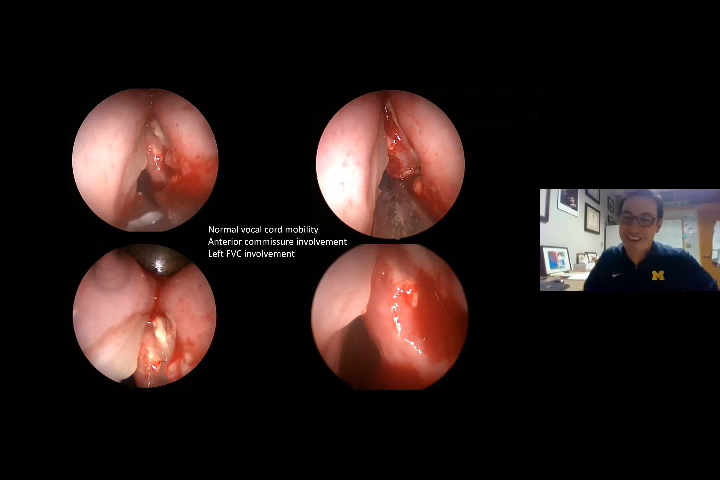 Normal vocal cord mobility
Anterior commissure involvement
Left FVC involvement
M